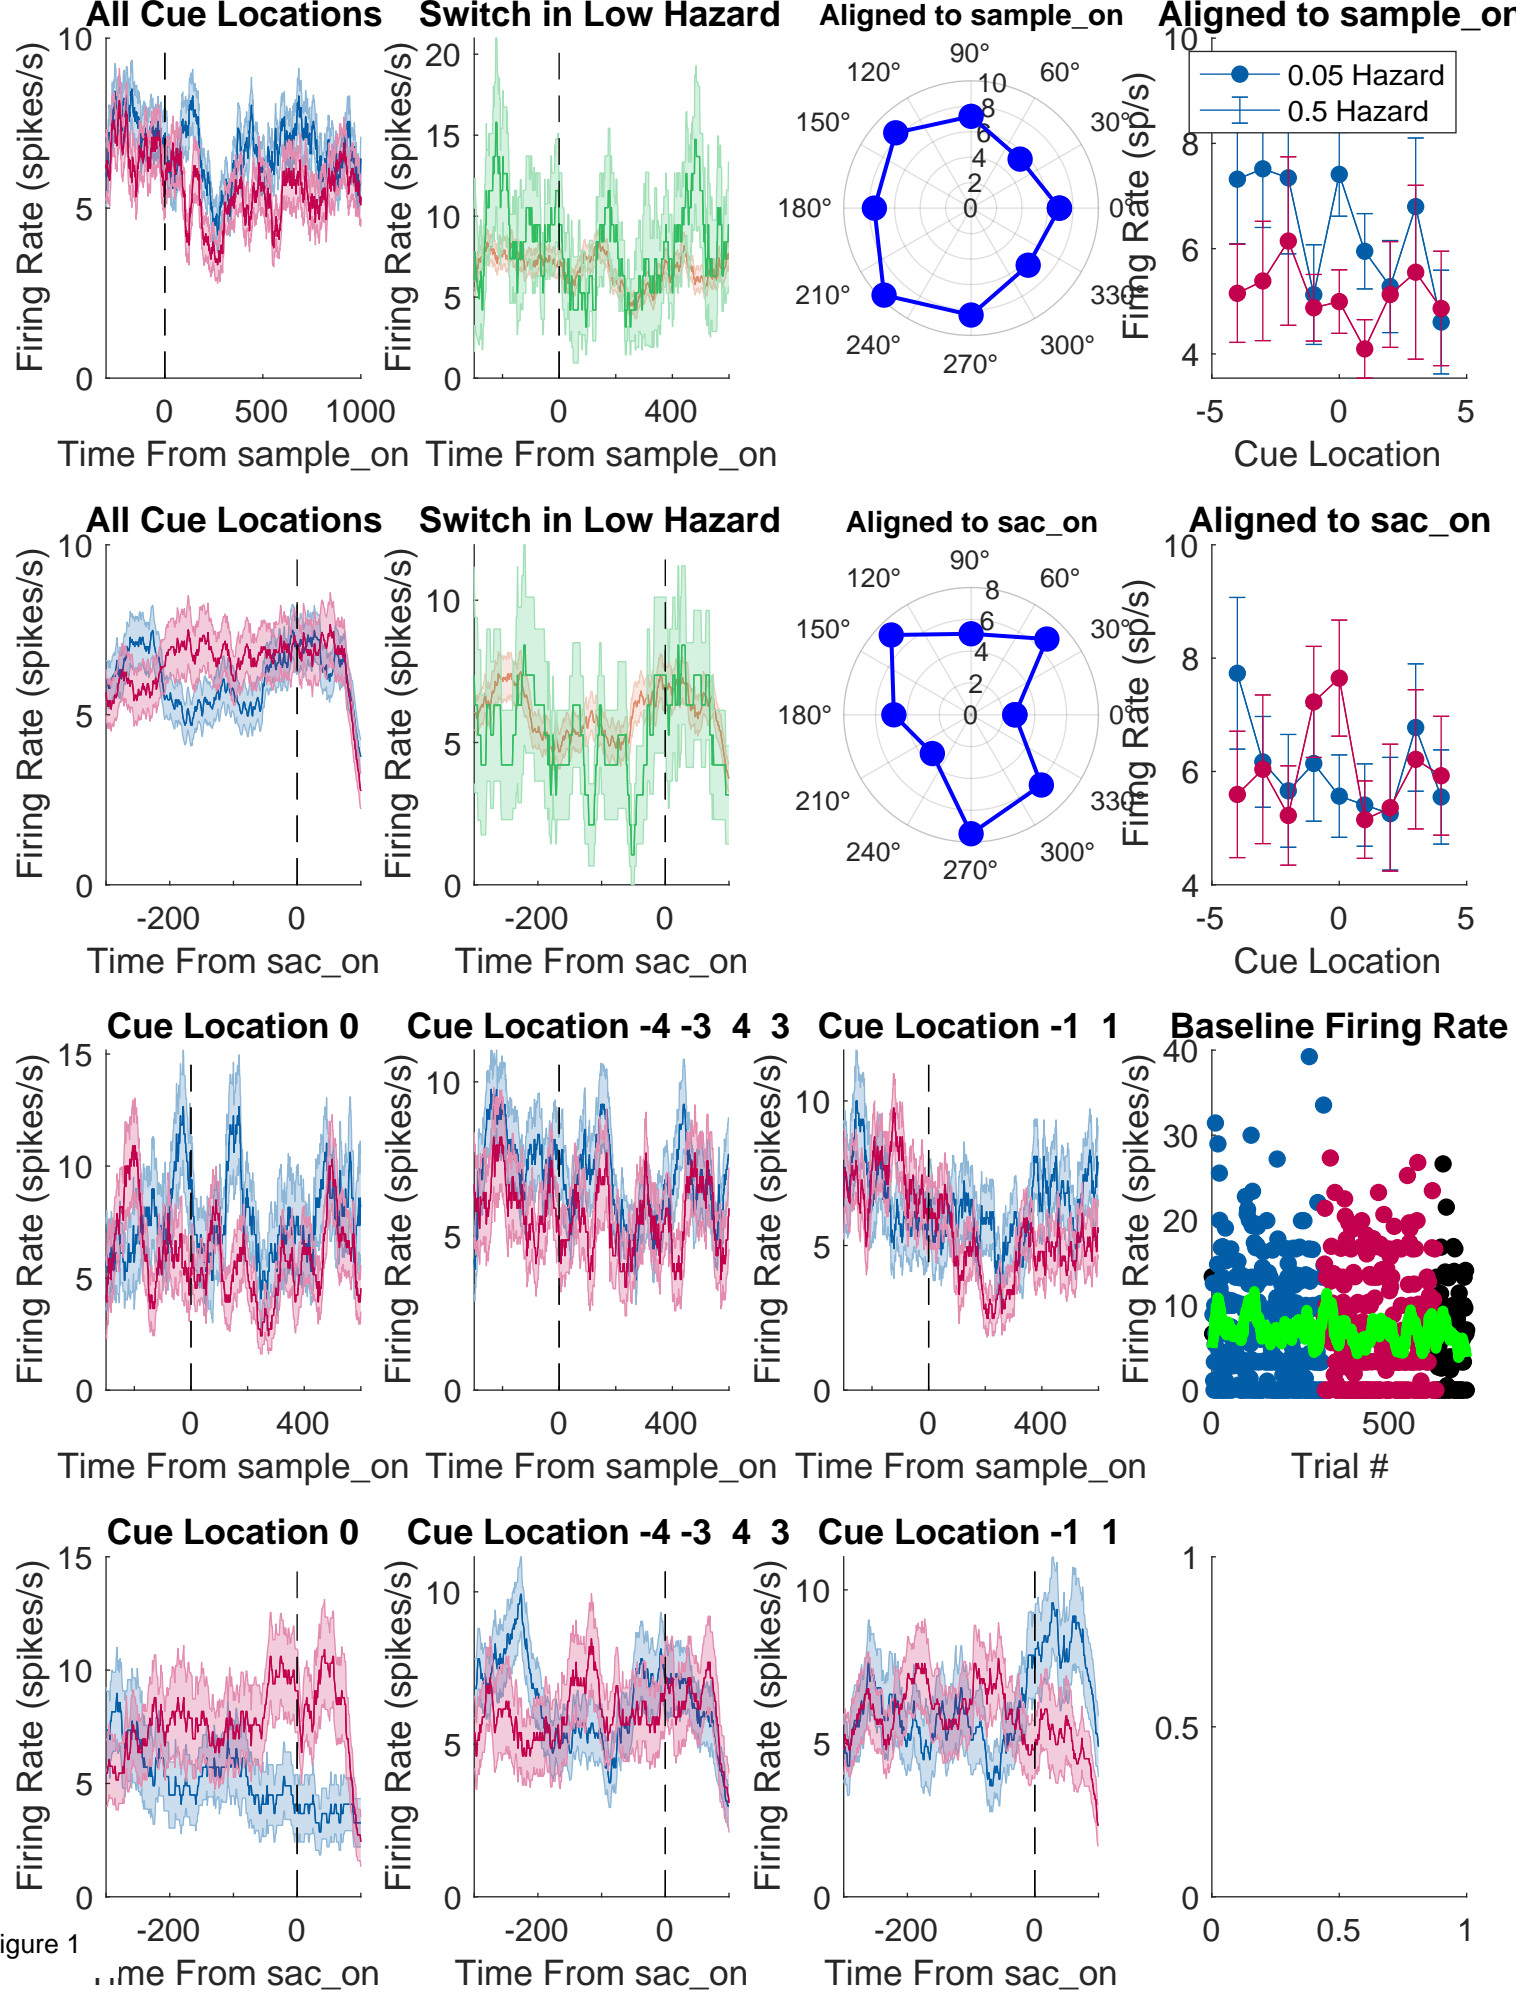 All Cue Locations
Switch in Low Hazard
Aligned to sample_on
Aligned to sample_on
Firing Rate (spikes/s)
0
5
10
0
500
1000
Time From sample_on
Firing Rate (spikes/s)
0
5
10
15
20
0
400
Time From sample_on
90°
60°
30°
0°
330°
300°
270°
240°
210°
180°
150°
120°
10
8
6
4
2
0
Firing Rate (sp/s)
0.05 Hazard
0.5 Hazard
10
8
6
4
-5
0
5
Cue Location
All Cue Locations
Switch in Low Hazard
Aligned to sac_on
Aligned to sac_on
Firing Rate (spikes/s)
0
5
10
-200
0
Time From sac_on
Firing Rate (spikes/s)
0
5
10
-200
0
Time From sac_on
90°
60°
30°
0°
330°
300°
270°
240°
210°
180°
150°
120°
8
6
4
2
0
Firing Rate (sp/s)
10
8
6
4
-5
0
5
Cue Location
Cue Location 0
Cue Location -4 -3 4 3
Cue Location -1 1
Baseline Firing Rate
Firing Rate (spikes/s)
0
5
10
15
0
400
Time From sample_on
Firing Rate (spikes/s)
0
5
10
0
400
Time From sample_on
Firing Rate (spikes/s)
0
5
10
0
400
Time From sample_on
Firing Rate (spikes/s)
0
10
20
30
40
0
500
Trial #
Cue Location 0
Cue Location -4 -3 4 3
Cue Location -1 1
Firing Rate (spikes/s)
0
5
10
15
-200
0
Time From sac_on
Firing Rate (spikes/s)
0
5
10
-200
0
Time From sac_on
Firing Rate (spikes/s)
0
5
10
-200
0
Time From sac_on
1
0.5
0
0
0.5
1
igure 1